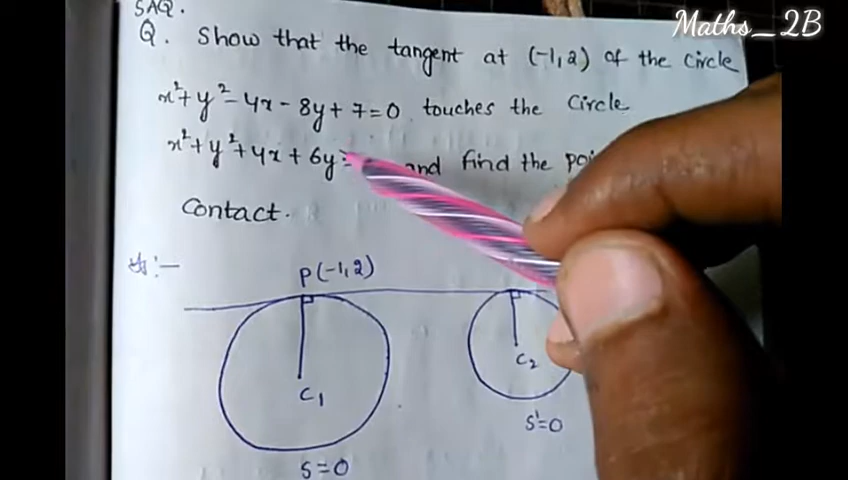 SAQ.
Maths_2B
Q. Show that the tangent at (-1,2) of the circle
x²+y²-4x-8y+7=0 touches the circle
x²+y²+4x+6y= and find the
contact.
P(-1,2)
C₁
C₂
S=0
S'=0